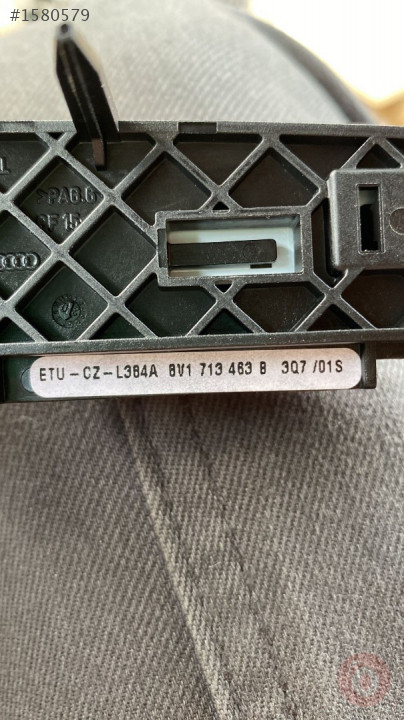 #1580579
>PA6.6<
GF15
ETU-CZ-L364A 8V1 713 463 B 3Q7 /01S